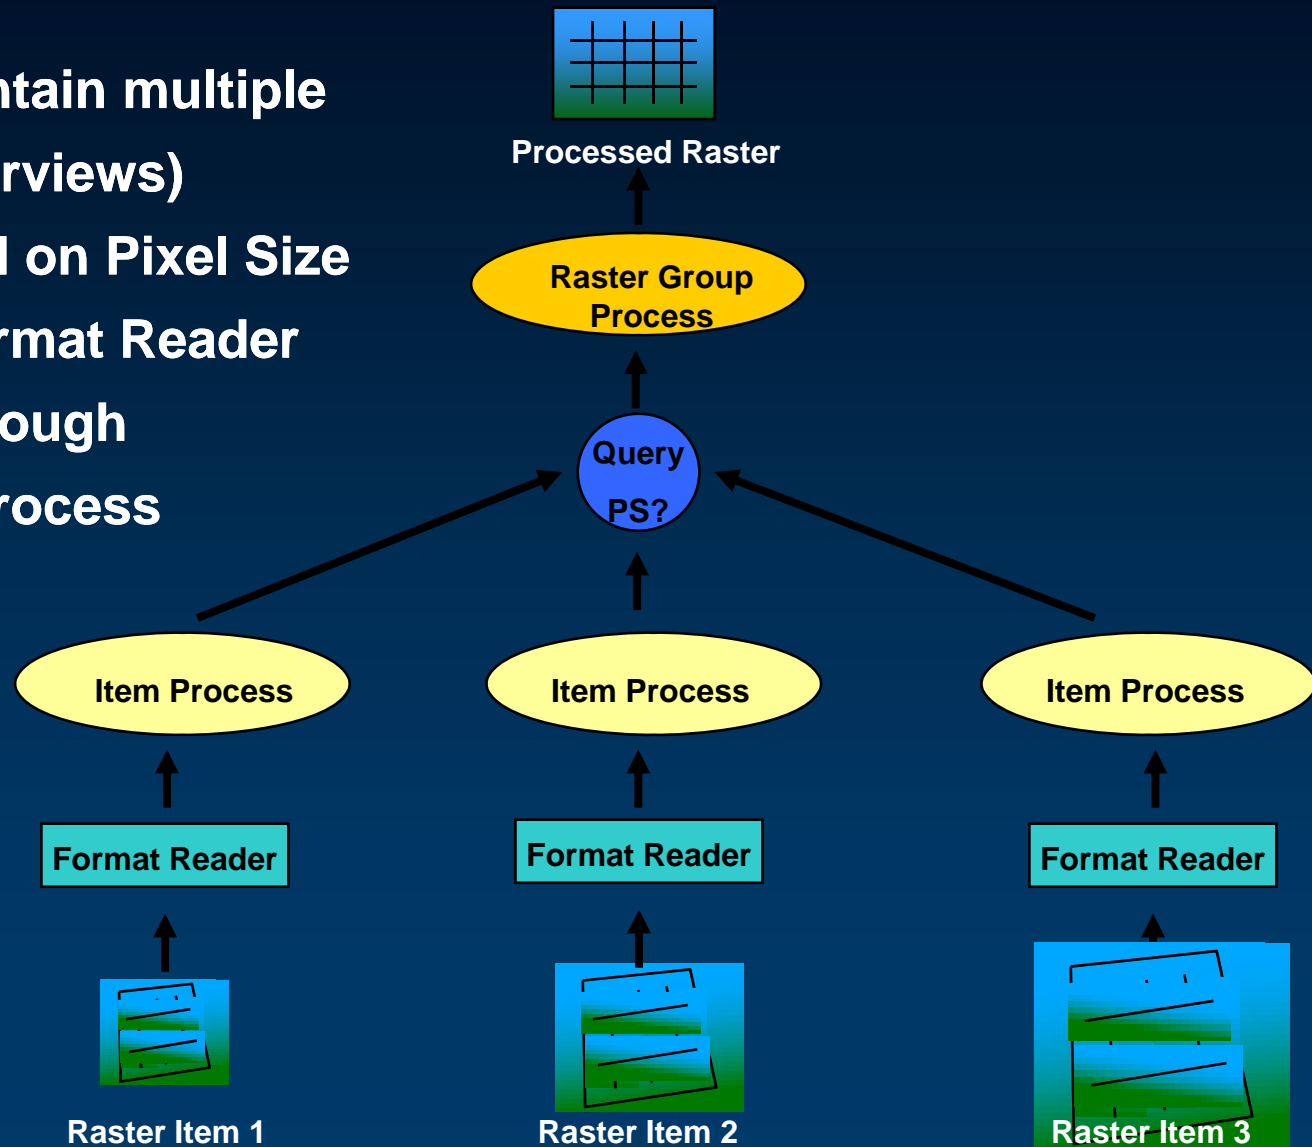 ntain multiple
rviews)
on Pixel Size
rmat Reader
ough
rocess
Processed Raster
Raster Group
Process
Query
PS?
Item Process
Item Process
Item Process
Format Reader
Format Reader
Format Reader
Raster Item 1
Raster Item 2
Raster Item 3